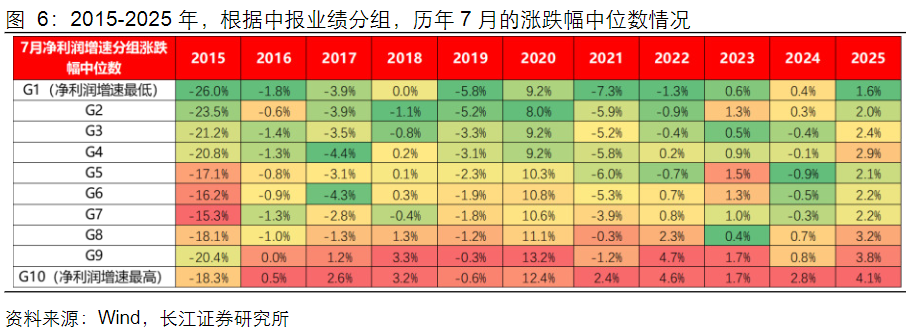 图 6：2015-2025 年，根据中报业绩分组，历年 7 月的涨跌幅中位数情况
7月净利润增速分组涨跌幅中位数 2015 2016 2017 2018 2019 2020 2021 2022 2023 2024 2025
G1（净利润增速最低） -26.0% -1.8% -3.9% 0.0% -5.8% 9.2% -7.3% -1.3% 0.6% 0.4% 1.6%
G2 -23.5% -0.6% -3.9% -1.1% -5.2% 8.0% -5.9% -0.9% 1.3% 0.3% 2.0%
G3 -21.2% -1.4% -3.5% -0.8% -3.3% 9.2% -5.2% -0.4% 0.5% -0.4% 2.4%
G4 -20.8% -1.3% -4.4% 0.2% -3.1% 9.2% -5.8% 0.2% 0.9% -0.1% 2.9%
G5 -17.1% -0.8% -3.1% 0.1% -2.3% 10.3% -6.0% -0.7% 1.5% -0.9% 2.1%
G6 -16.2% -0.9% -4.3% 0.3% -1.9% 10.8% -5.3% 0.7% 1.3% -0.5% 2.2%
G7 -15.3% -1.3% -2.8% -0.4% -1.8% 10.6% -3.9% 0.8% 1.0% -0.3% 2.2%
G8 -18.1% -1.0% -1.3% 1.3% -1.2% 11.1% -0.3% 2.3% 0.4% 0.7% 3.2%
G9 -20.4% 0.0% 1.2% 3.3% -0.3% 13.2% -1.2% 4.7% 1.7% 0.8% 3.8%
G10（净利润增速最高） -18.3% 0.5% 2.6% 3.2% -0.6% 12.4% 2.4% 4.6% 1.7% 2.8% 4.1%
资料来源：Wind，长江证券研究所